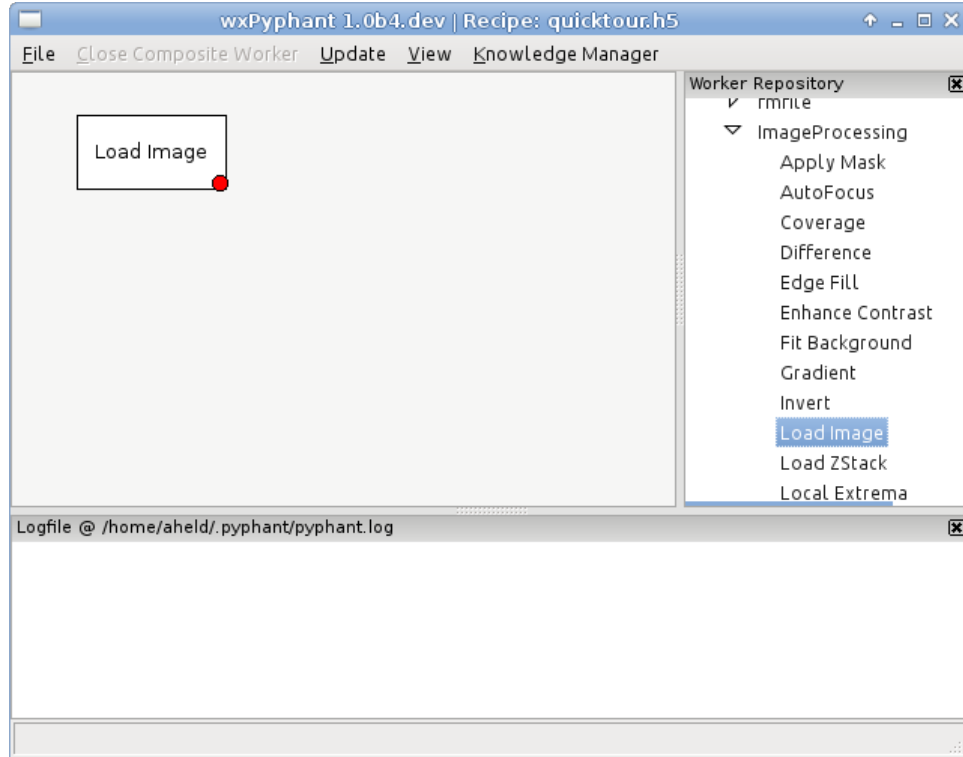 wxPyphant 1.0b4.dev | Recipe: quicktour.h5
File Close Composite Worker Update View Knowledge Manager
Worker Repository
rmfile
ImageProcessing
Load Image
Apply Mask
AutoFocus
Coverage
Difference
Edge Fill
Enhance Contrast
Fit Background
Gradient
Invert
Load Image
Load ZStack
Local Extrema
Logfile @ /home/aheld/.pyphant/pyphant.log